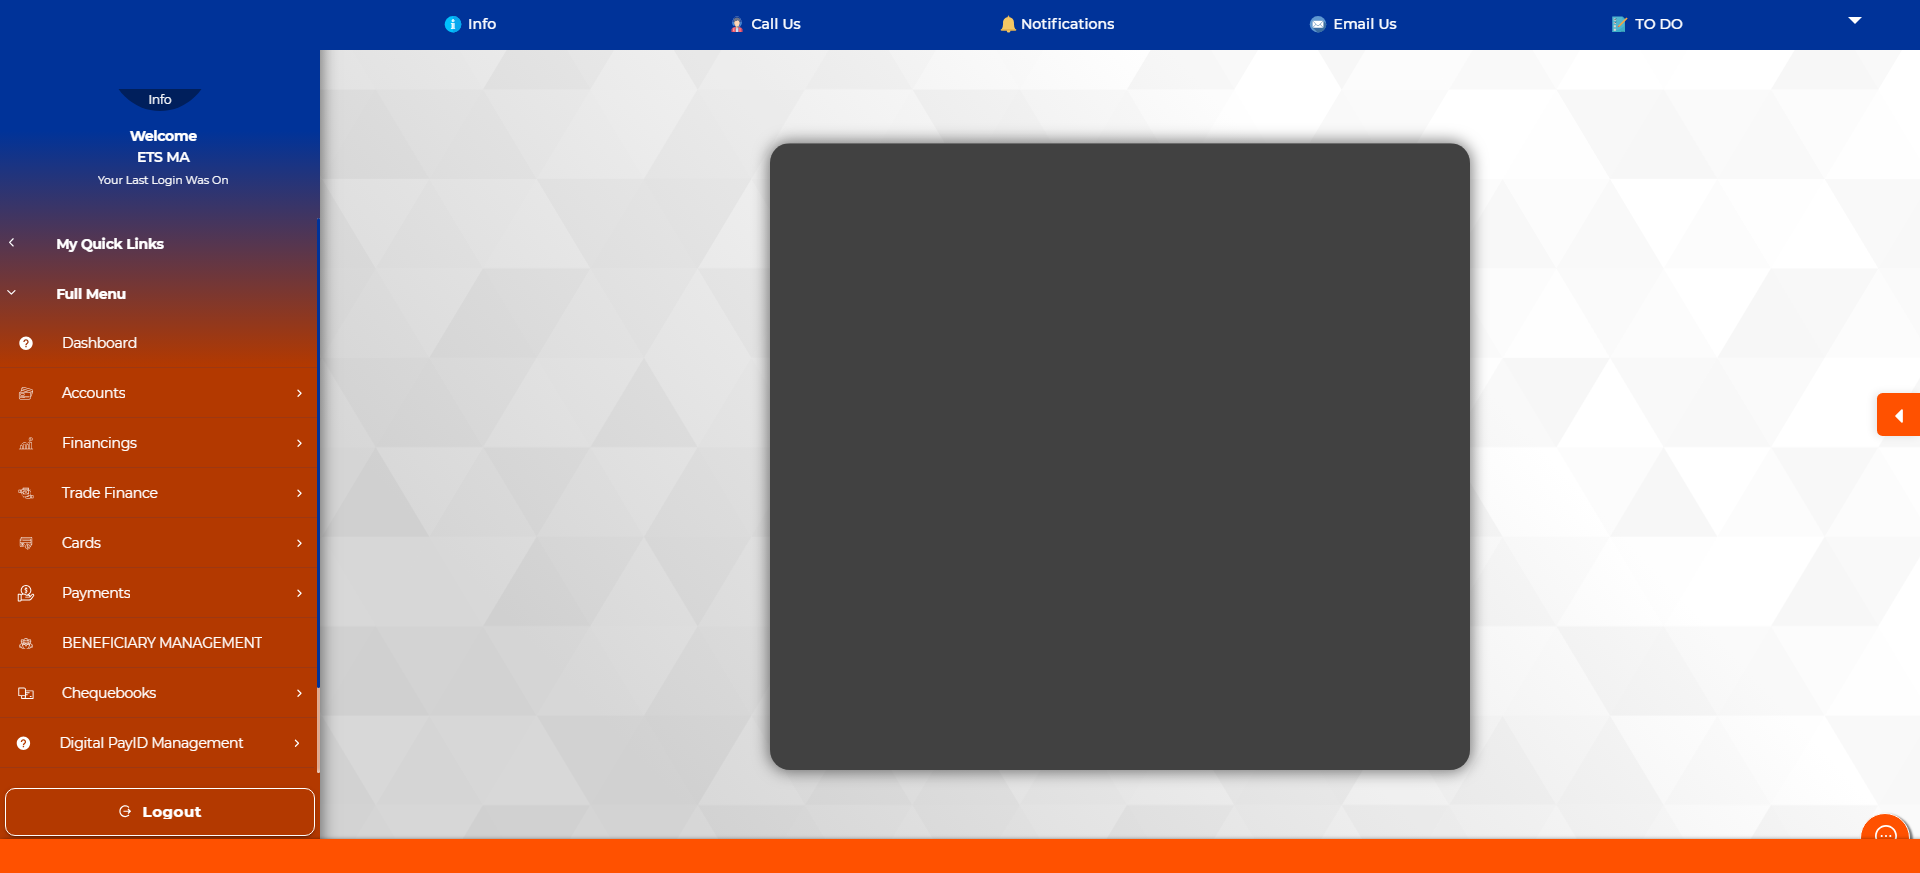 Info
Call Us
Notifications
Email Us
TO DO
Info
Welcome
ETS MA
Your Last Login Was On
My Quick Links
Full Menu
Dashboard
Accounts
Financings
Trade Finance
Cards
Payments
BENEFICIARY MANAGEMENT
Chequebooks
Digital PayID Management
Logout